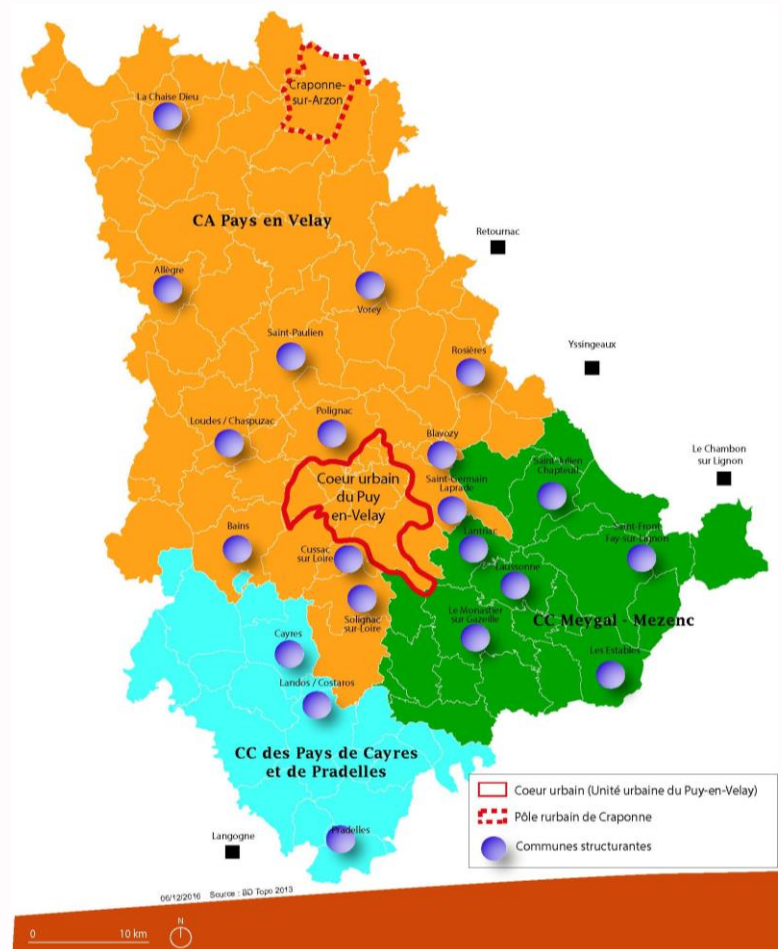 Craponne-
sur-Arzon
La Chaise Dieu
CA Pays en Velay
Retournac
Allègre
Vorey
Saint-Paulien
Rosières
Yssingeaux
Polignac
Loudes / Chaspuzac
Blavozy
Le Chambon
sur Lignon
Saint-Julien
Chapteuil
Coeur urbain
du Puy
en-Velay
Saint-Germain
Laprade
Bains
Cussac
sur Loire
Lantriac
Saint-Front
Fay-sur-Lignon
Laussonne
Solignac
sur-Loire
Le Monastier
sur Gazeille
CC Meygal - Mezenc
Cayres
Les Estables
Landos / Costaros
CC des Pays de Cayres
et de Pradelles
Pradelles
Langogne
Coeur urbain (Unité urbaine du Puy-en-Velay)
Pôle rurbain de Craponne
Communes structurantes
06/12/2016 Source : BD Topo 2013
0 10 km
N